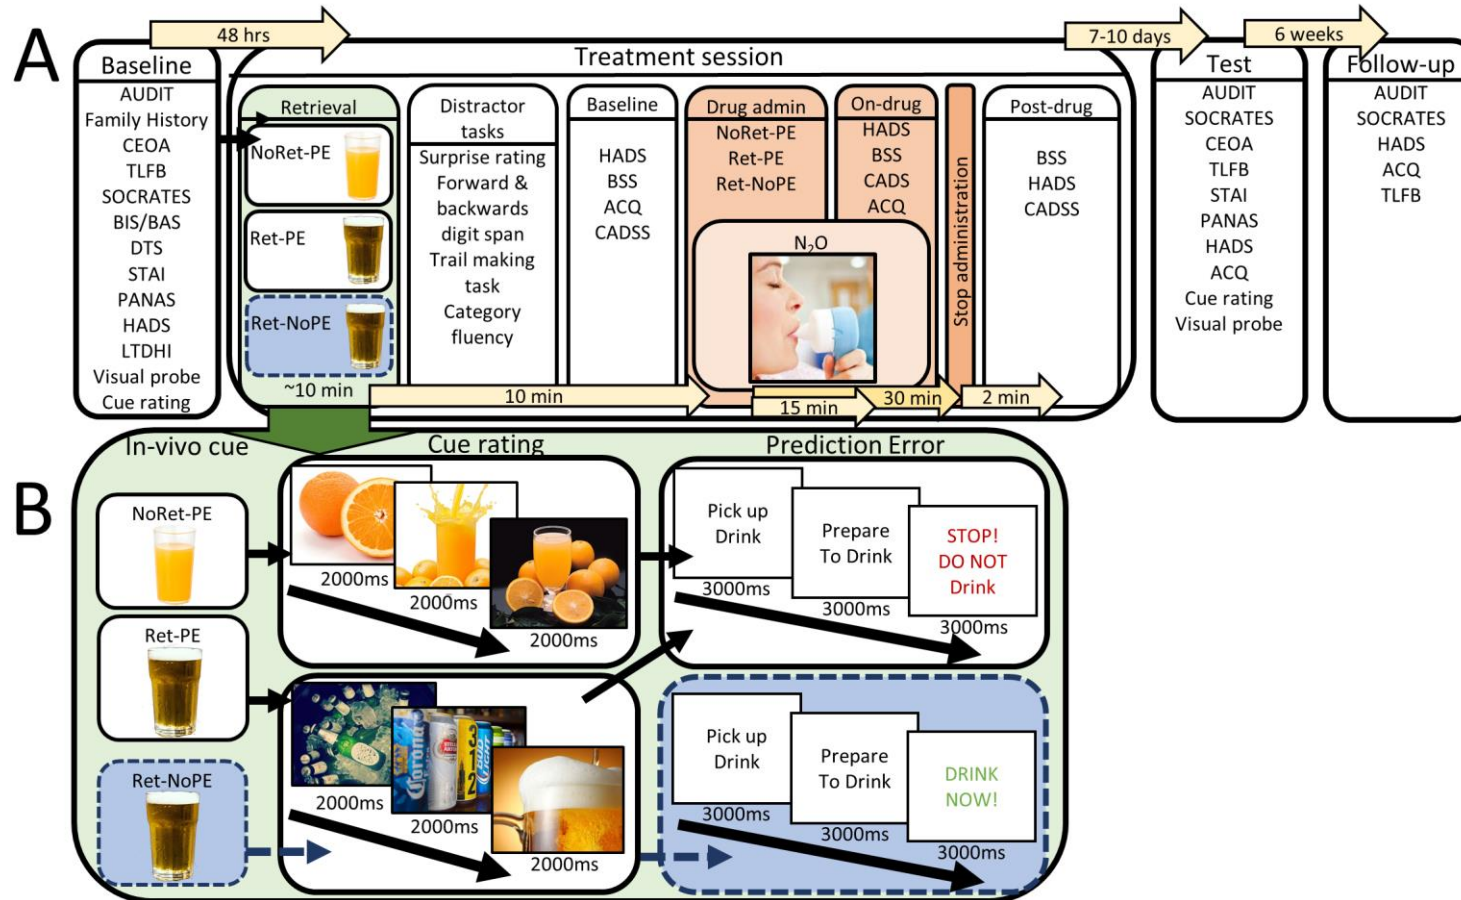 A
48 hrs
7-10 days
6 weeks
Baseline
AUDIT
Family History
CEOA
TLFB
SOCRATES
BIS/BAS
DTS
STAI
PANAS
HADS
LTDHI
Visual probe
Cue rating
Treatment session
Retrieval
NoRet-PE
Ret-PE
Ret-NoPE
~10 min
Distractor
tasks
Surprise rating
Forward &
backwards
digit span
Trail making
task
Category
fluency
Baseline
HADS
BSS
ACQ
CADSS
10 min
Drug admin
NoRet-PE
Ret-PE
Ret-NoPE
On-drug
HADS
BSS
CADS
ACQ
N2O
15 min
30 min
Stop administration
2 min
Post-drug
BSS
HADS
CADSS
Test
AUDIT
SOCRATES
CEOA
TLFB
STAI
PANAS
HADS
ACQ
Cue rating
Visual probe
Follow-up
AUDIT
SOCRATES
HADS
ACQ
TLFB
B
In-vivo cue
Cue rating
Prediction Error
NoRet-PE
2000ms
2000ms
2000ms
Pick up
Drink
3000ms
Prepare
To Drink
3000ms
STOP!
DO NOT
Drink
3000ms
Ret-PE
Ret-NoPE
2000ms
Corona
312
BUD
LIGHT
2000ms
2000ms
Pick up
Drink
3000ms
Prepare
To Drink
3000ms
DRINK
NOW!
3000ms